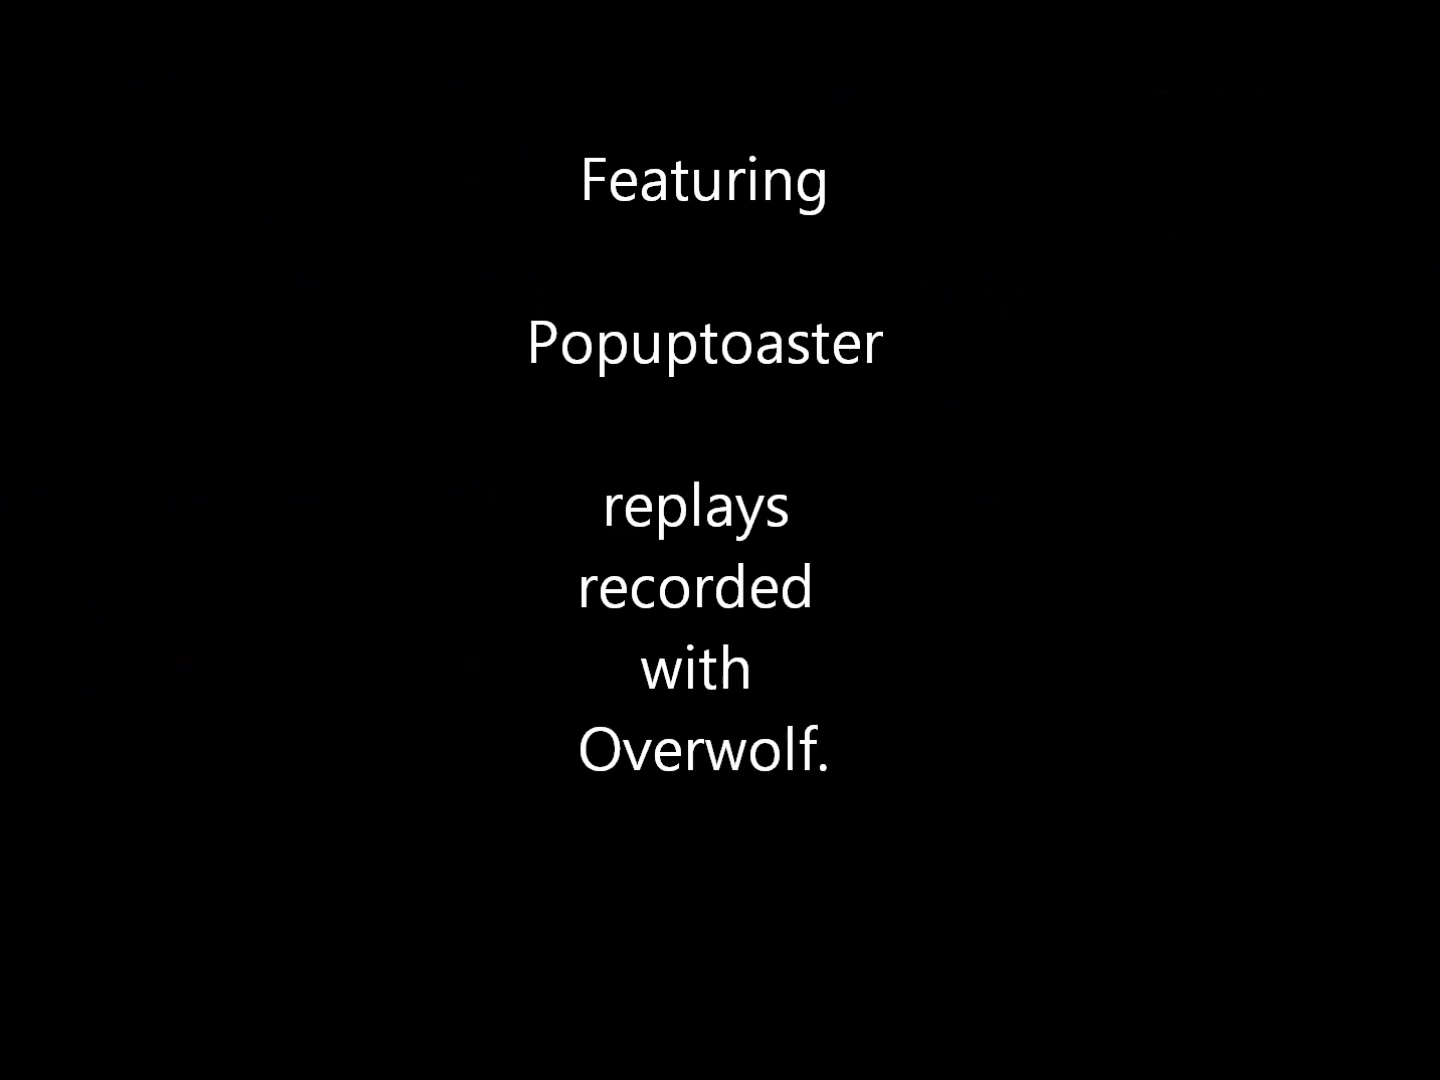 Featuring
Popuptoaster
replays
recorded
with
Overwolf.